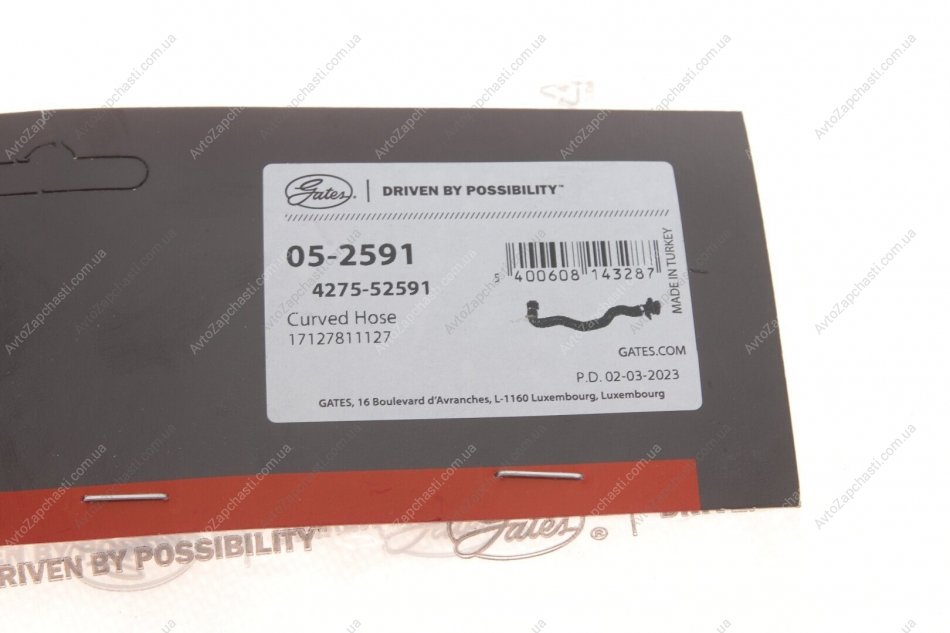 AvtoZapchasti.com.ua
Gates®
DRIVEN BY POSSIBILITY™
05-2591
4275-52591
Curved Hose
17127811127
5 400608 143287
MADE IN TURKEY
GATES.COM
P.D. 02-03-2023
GATES, 16 Boulevard d'Avranches, L-1160 Luxembourg, Luxembourg
Gates®
DRIVEN BY POSSIBILITY™